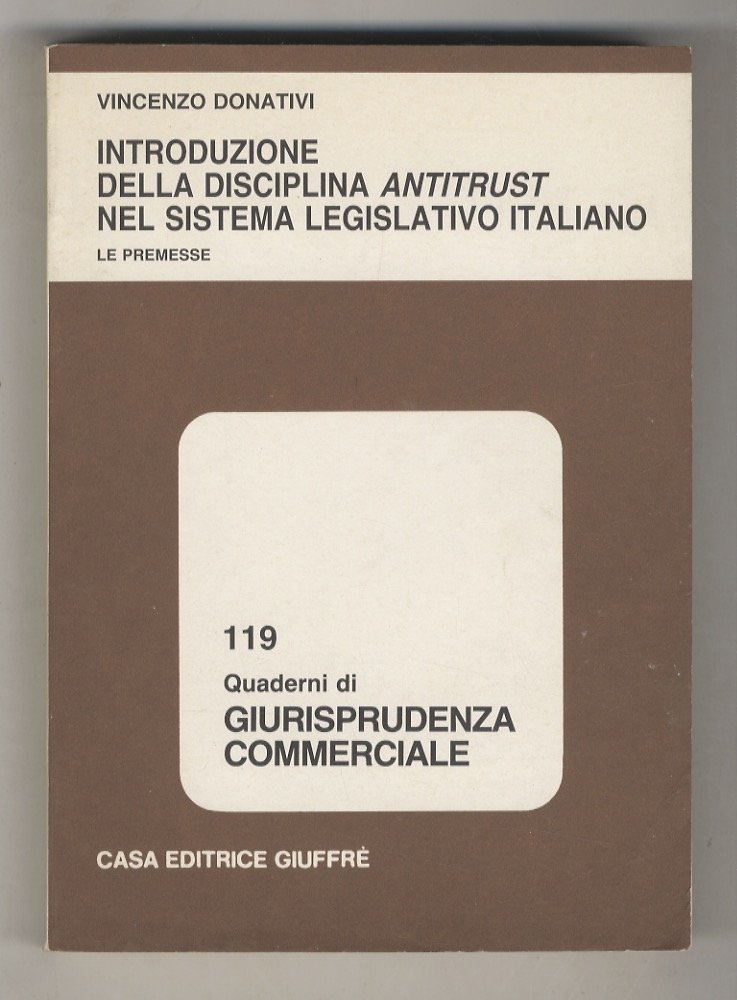 VINCENZO DONATIVI
INTRODUZIONE
DELLA DISCIPLINA ANTITRUST
NEL SISTEMA LEGISLATIVO ITALIANO
LE PREMESSE
119
Quaderni di
GIURISPRUDENZA
COMMERCIALE
CASA EDITRICE GIUFFRÈ